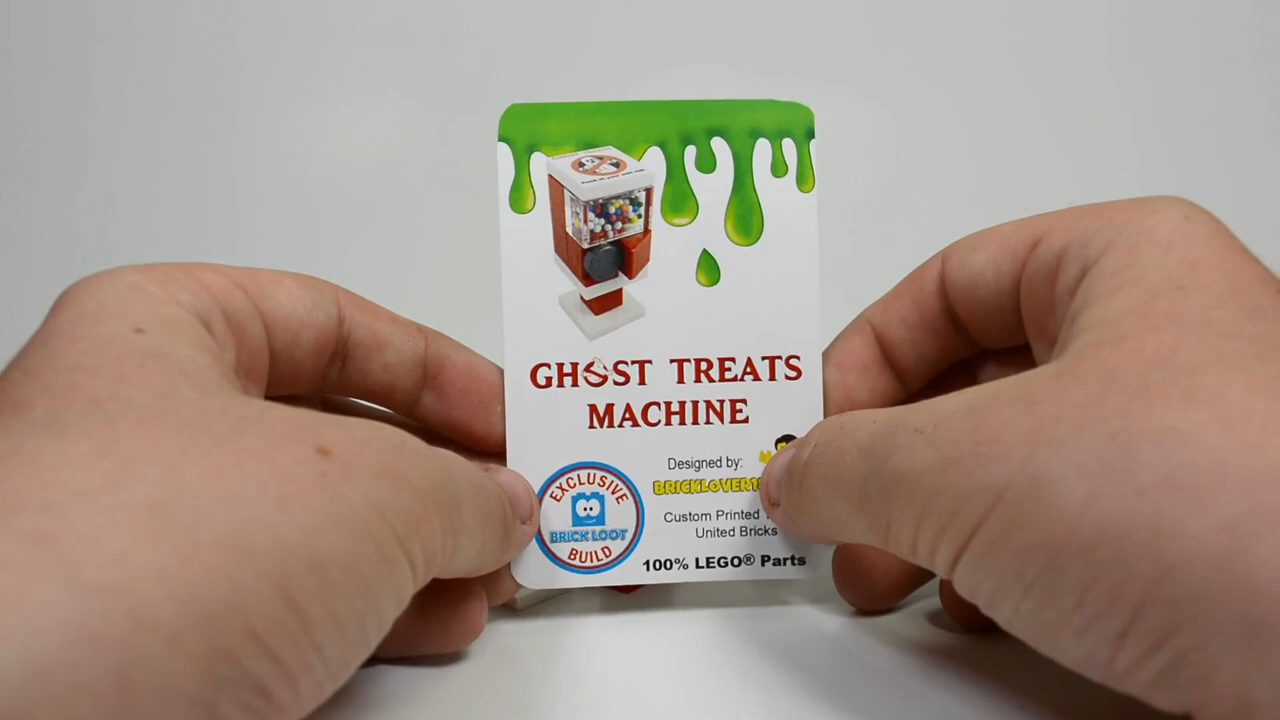 GHOST TREATS
MACHINE
Designed by:
EXCLUSIVE
BRICK LOOT
BUILD
Custom Printed
United Bricks
100% LEGO® Parts